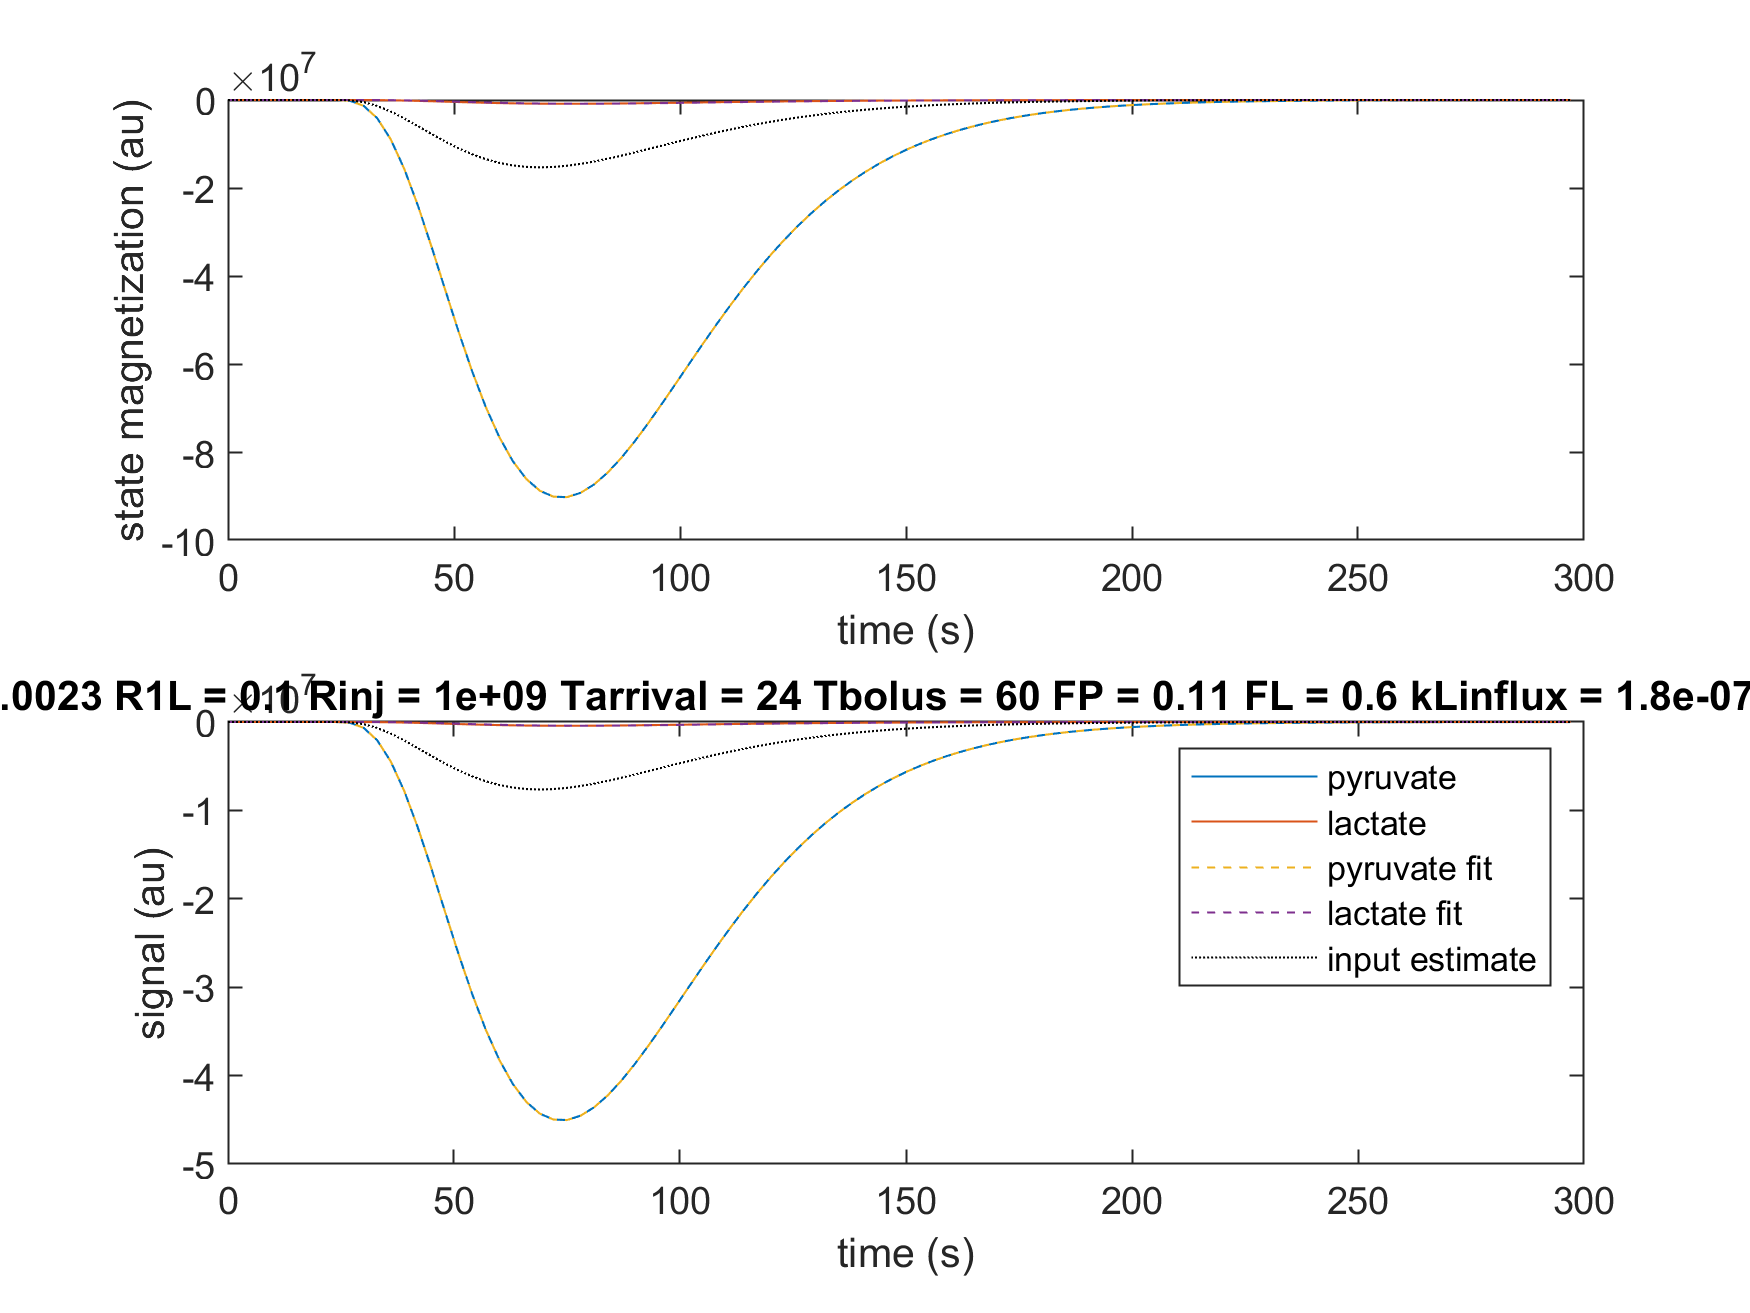 ×10^7
0
-2
-4
-6
-8
-10
state magnetization (au)
0 50 100 150 200 250 300
time (s)
.0023 R1L = 0.1 Rinj = 1e+09 Tarrival = 24 Tbolus = 60 FP = 0.11 FL = 0.6 kLinflux = 1.8e-07
×10^7
0
-1
-2
-3
-4
-5
signal (au)
pyruvate
lactate
pyruvate fit
lactate fit
input estimate
0 50 100 150 200 250 300
time (s)